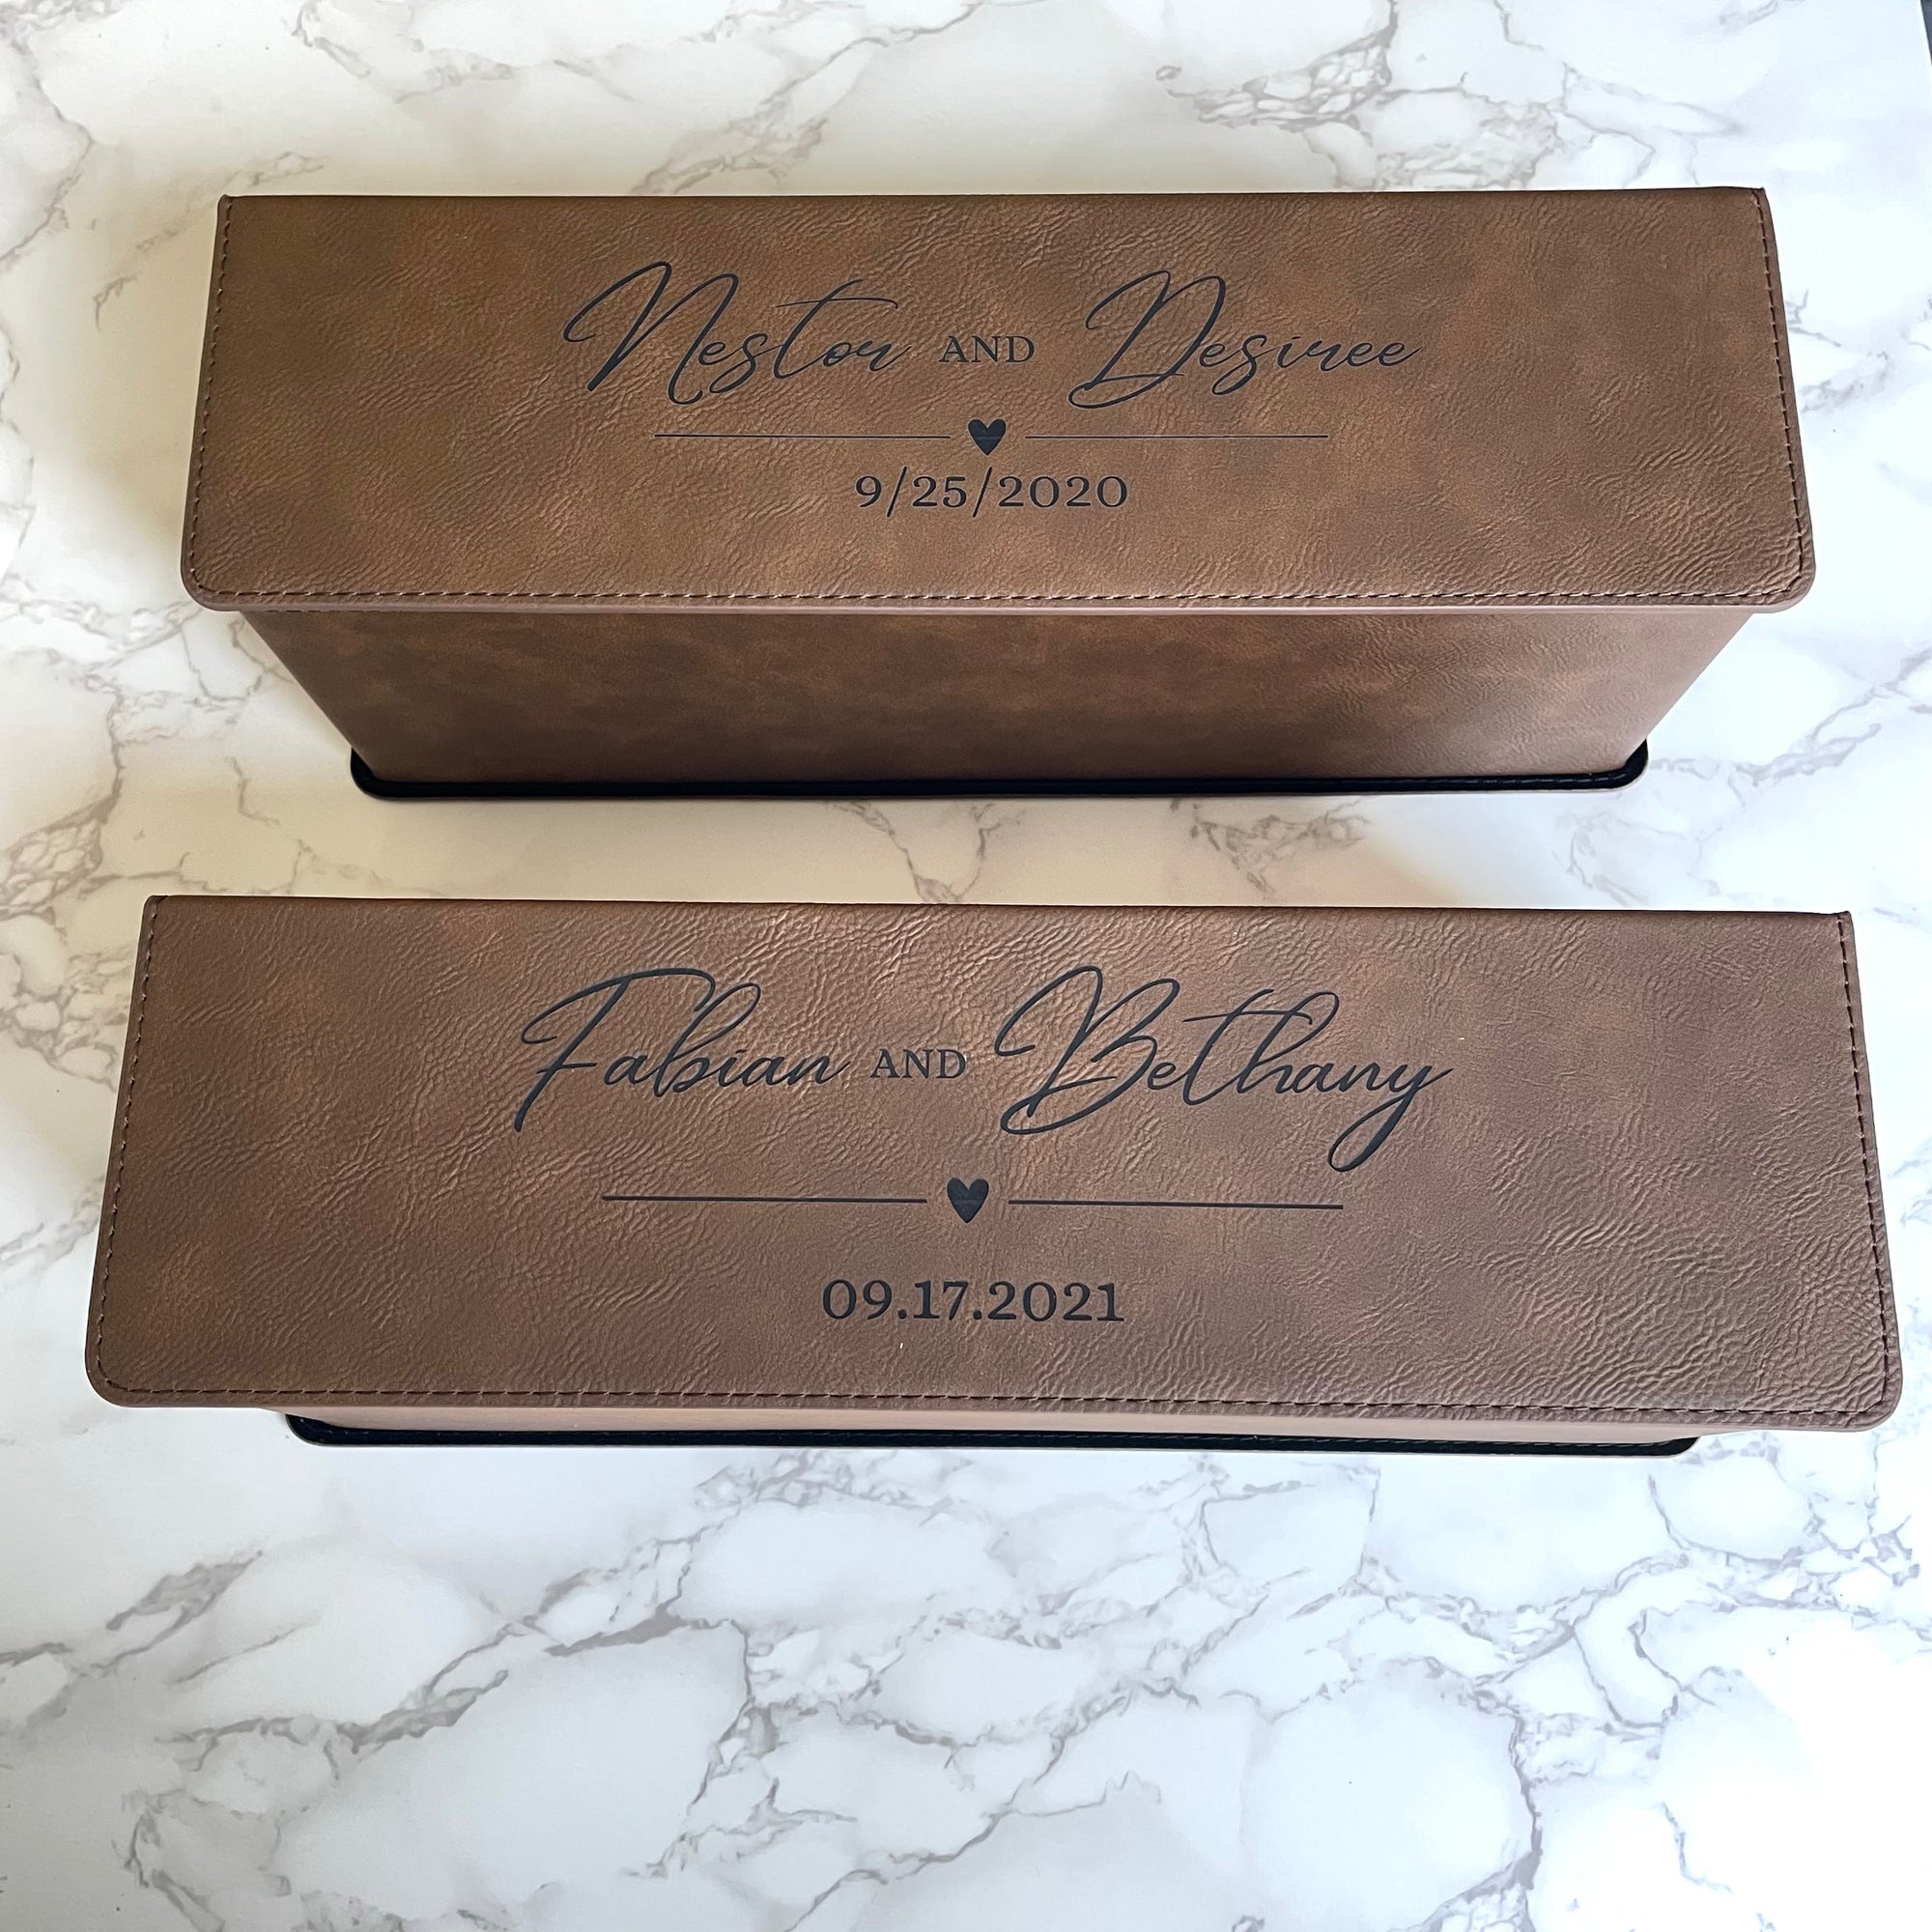 Nestor AND Desiree
9/25/2020
Fabian AND Bethany
09.17.2021